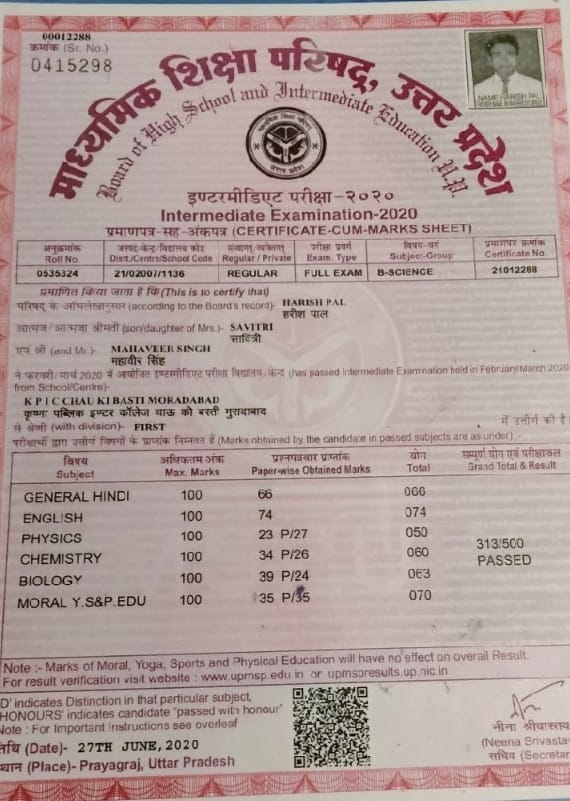 00012288
क्रमांक (Sr. No.)
0415298
माध्यमिक शिक्षा परिषद्, उत्तर प्रदेश
Board of High School and Intermediate Education U.P.
NAME HARISH PAL
इण्टरमीडिएट परीक्षा-२०२०
Intermediate Examination-2020
प्रमाणपत्र-सह-अंकपत्र (CERTIFICATE-CUM-MARKS SHEET)
अनुक्रमांक जनपद/केन्द्र/विद्यालय कोड संस्थागत/व्यक्तिगत परीक्षा प्रवर्ग विषय-वर्ग प्रमाणपत्र क्रमांक
Roll No. Dist./Centre/School Code Regular / Private Exam. Type Subject-Group Certificate No.
0535324 21/02007/1136 REGULAR FULL EXAM B-SCIENCE 21012288
प्रमाणित किया जाता है कि (This is to certify that)
परिषद् के अभिलेखानुसार (according to the Board's record)- HARISH PAL
हरीश पाल
आत्मज/आत्मजा श्रीमती (son/daughter of Mrs.)- SAVITRI
सावित्री
एवं श्री (and Mr.)- MAHAVEER SINGH
महावीर सिंह
ने फरवरी/मार्च 2020 में आयोजित इण्टरमीडिएट परीक्षा विद्यालय/केन्द्र (has passed Intermediate Examination held in February/March 2020
from School/Centre)-
K P I C CHAU KI BASTI MORADABAD
कृष्णा पब्लिक इण्टर कॉलेज चाऊ की बस्ती मुरादाबाद
से श्रेणी (with division)- FIRST में उत्तीर्ण की है।
परीक्षार्थी द्वारा उत्तीर्ण विषयों के प्राप्तांक निम्नवत हैं (Marks obtained by the candidate in passed subjects are as under) :-
विषय अधिकतम अंक प्रश्नपत्रवार प्राप्तांक योग सम्पूर्ण योग एवं परीक्षाफल
Subject Max. Marks Paper-wise Obtained Marks Total Grand Total & Result
GENERAL HINDI 100 66 066
ENGLISH 100 74 074
PHYSICS 100 23 P/27 050
CHEMISTRY 100 34 P/26 060
BIOLOGY 100 39 P/24 063
MORAL Y.S&P.EDU 100 35 P/35 070
313/500
PASSED
Note :- Marks of Moral, Yoga, Sports and Physical Education will have no effect on overall Result.
For result verification visit website : www.upmsp.edu.in or upmspresults.up.nic.in
D' indicates Distinction in that particular subject,
HONOURS' indicates candidate 'passed with honour'
Note : For Important Instructions see overleaf
तिथि (Date)- 27TH JUNE,2020
थान (Place)- Prayagraj, Uttar Pradesh
नीना श्रीवास्तव
(Neena Srivasta
सचिव (Secretar